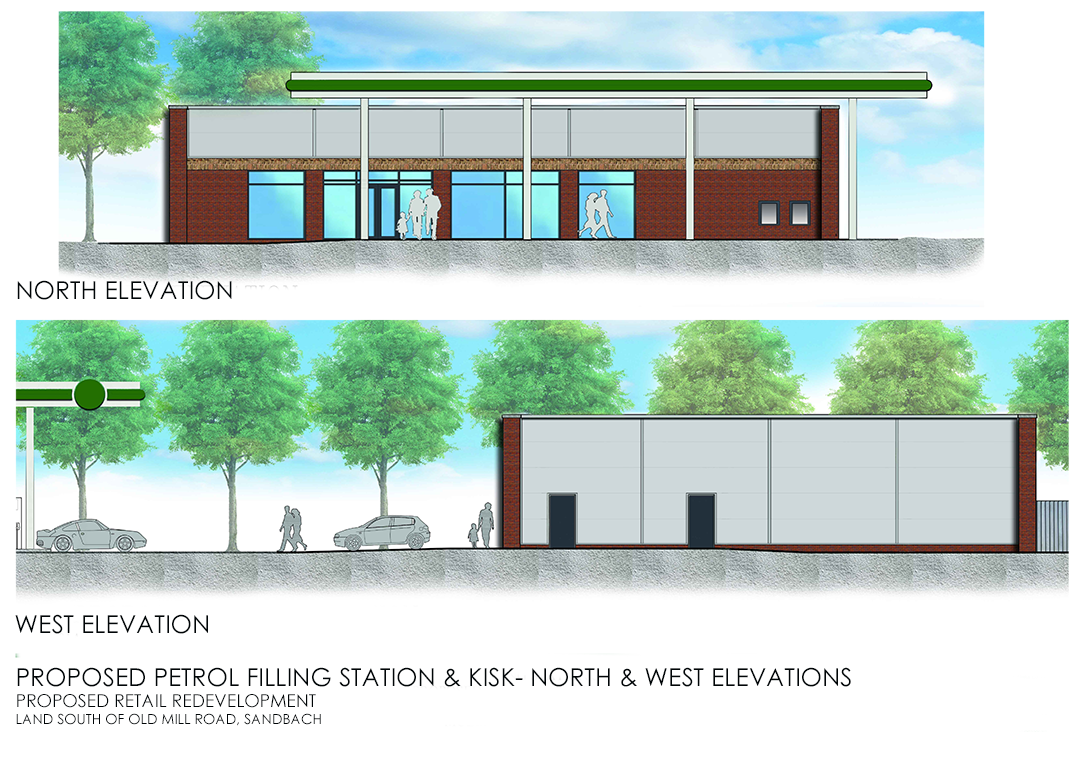 NORTH ELEVATION
WEST ELEVATION
PROPOSED PETROL FILLING STATION & KISK- NORTH & WEST ELEVATIONS
PROPOSED RETAIL REDEVELOPMENT
LAND SOUTH OF OLD MILL ROAD, SANDBACH